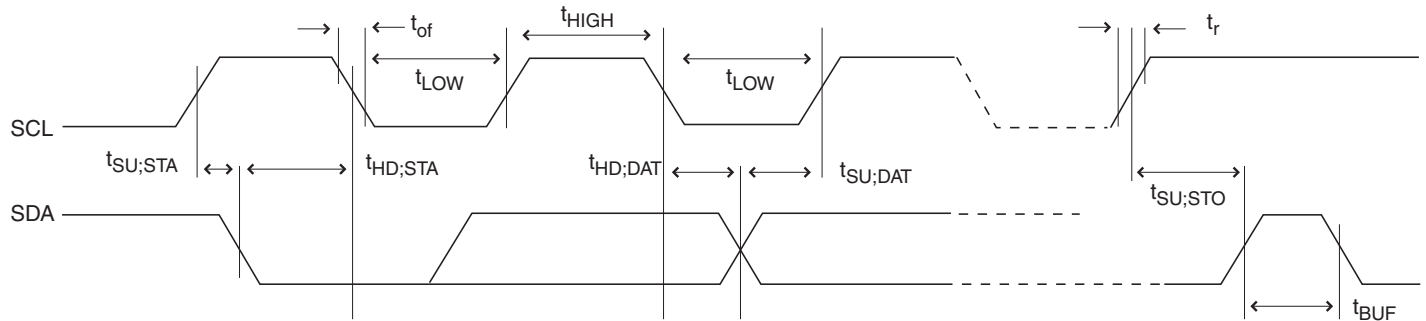 t_of
t_HIGH
t_r
t_LOW
t_LOW
SCL
t_SU;STA
t_HD;STA
t_HD;DAT
t_SU;DAT
t_SU;STO
SDA
t_BUF